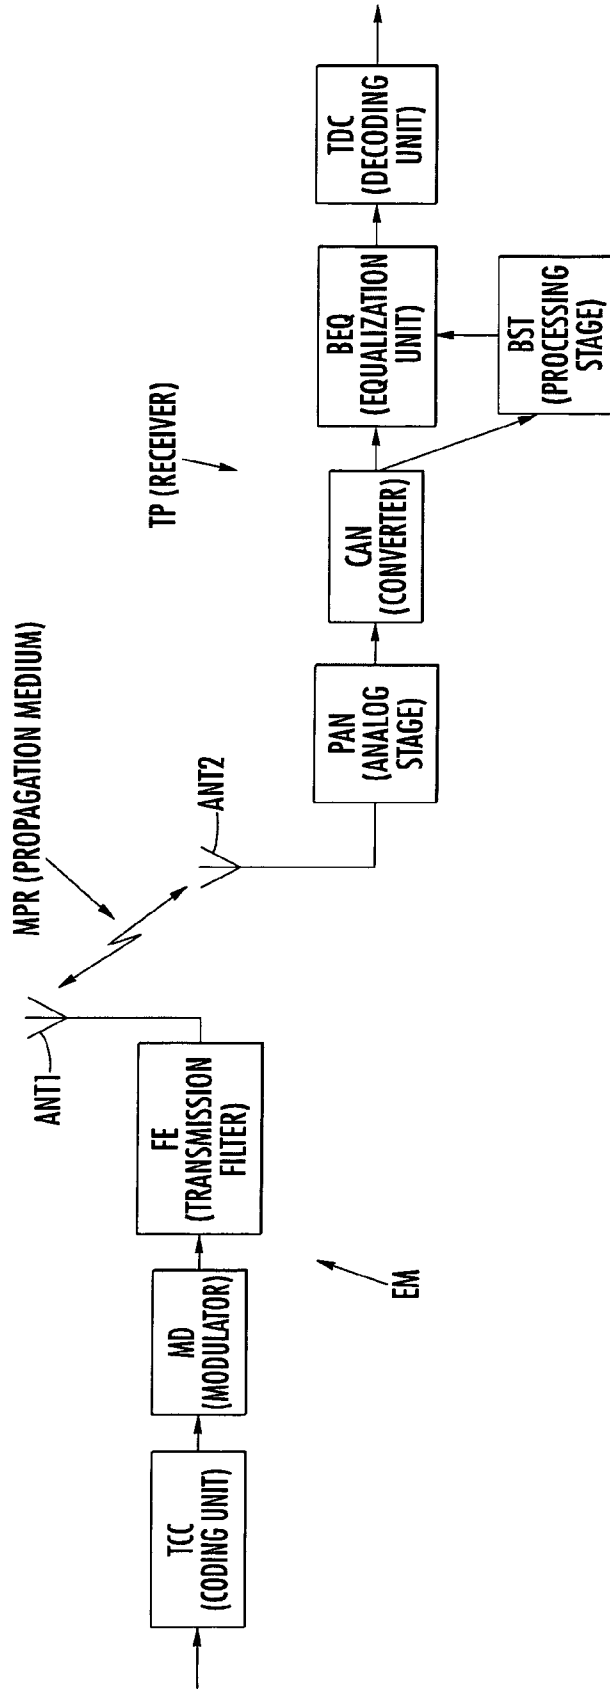 TCC
(CODING UNIT)
MD
(MODULATOR)
FE
(TRANSMISSION
FILTER)
EM
ANT1
MPR (PROPAGATION MEDIUM)
ANT2
TP (RECEIVER)
PAN
(ANALOG
STAGE)
CAN
(CONVERTER)
BEQ
(EQUALIZATION
UNIT)
BST
(PROCESSING
STAGE)
TDC
(DECODING
UNIT)